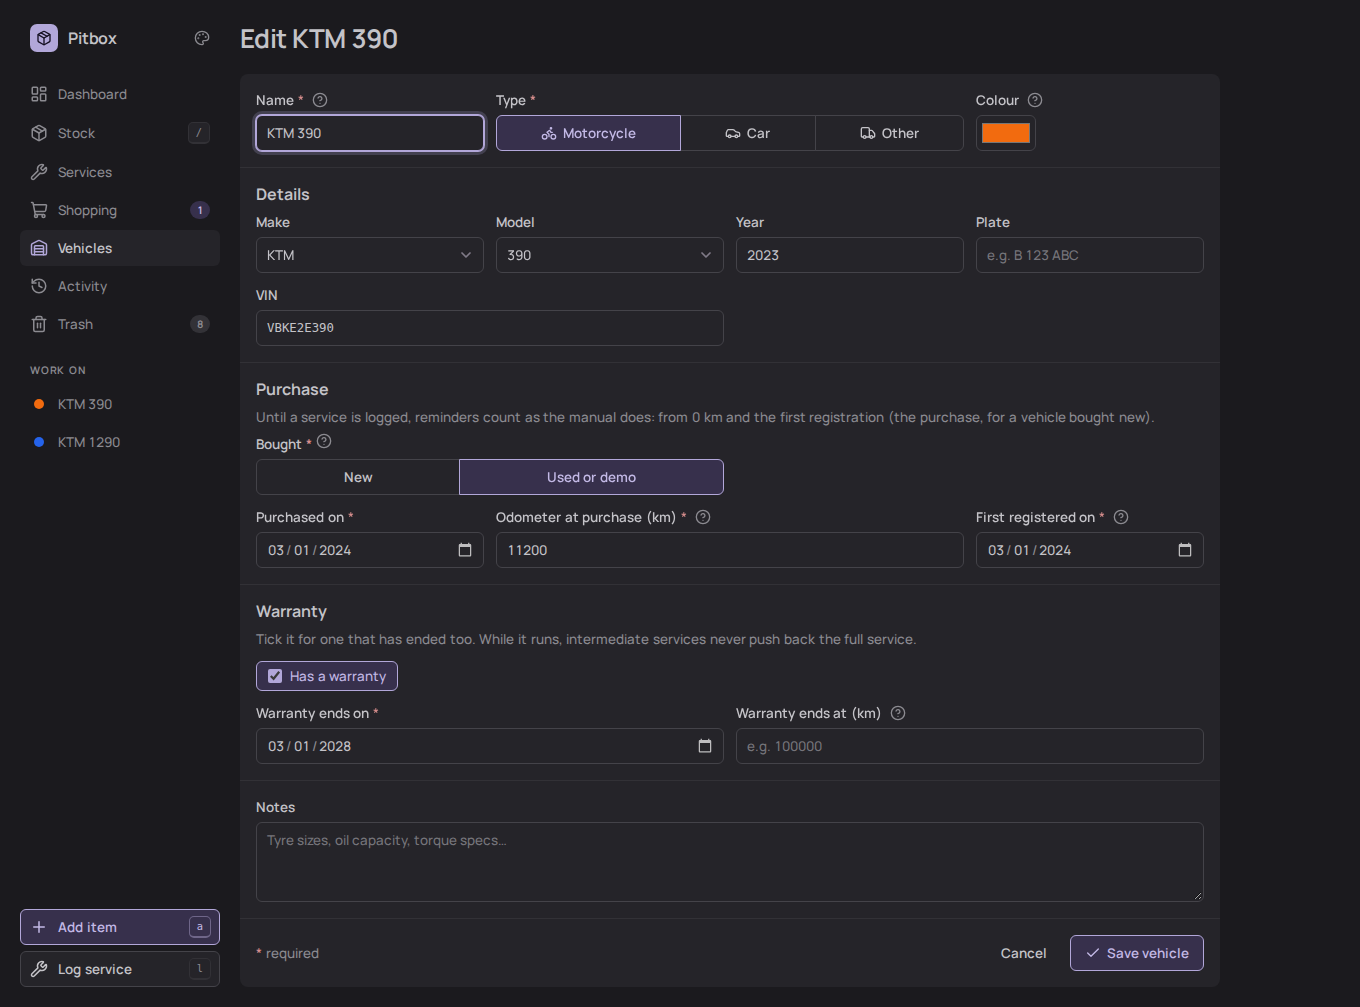 Pitbox
Edit KTM 390
Dashboard
Stock /
Services
Shopping 1
Vehicles
Activity
Trash 8
WORK ON
KTM 390
KTM 1290
Add item a
Log service l
Name * Type * Colour
KTM 390 Motorcycle Car Other
Details
Make Model Year Plate
KTM 390 2023 e.g. B 123 ABC
VIN
VBKE2E390
Purchase
Until a service is logged, reminders count as the manual does: from 0 km and the first registration (the purchase, for a vehicle bought new).
Bought *
New Used or demo
Purchased on * Odometer at purchase (km) * First registered on *
03/01/2024 11200 03/01/2024
Warranty
Tick it for one that has ended too. While it runs, intermediate services never push back the full service.
Has a warranty
Warranty ends on * Warranty ends at (km)
03/01/2028 e.g. 100000
Notes
Tyre sizes, oil capacity, torque specs…
* required Cancel Save vehicle